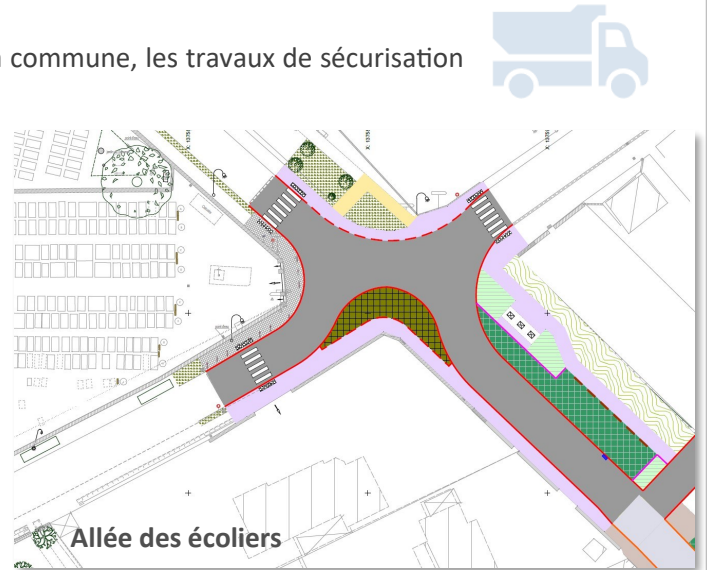 commune, les travaux de sécurisation
Allée des écoliers